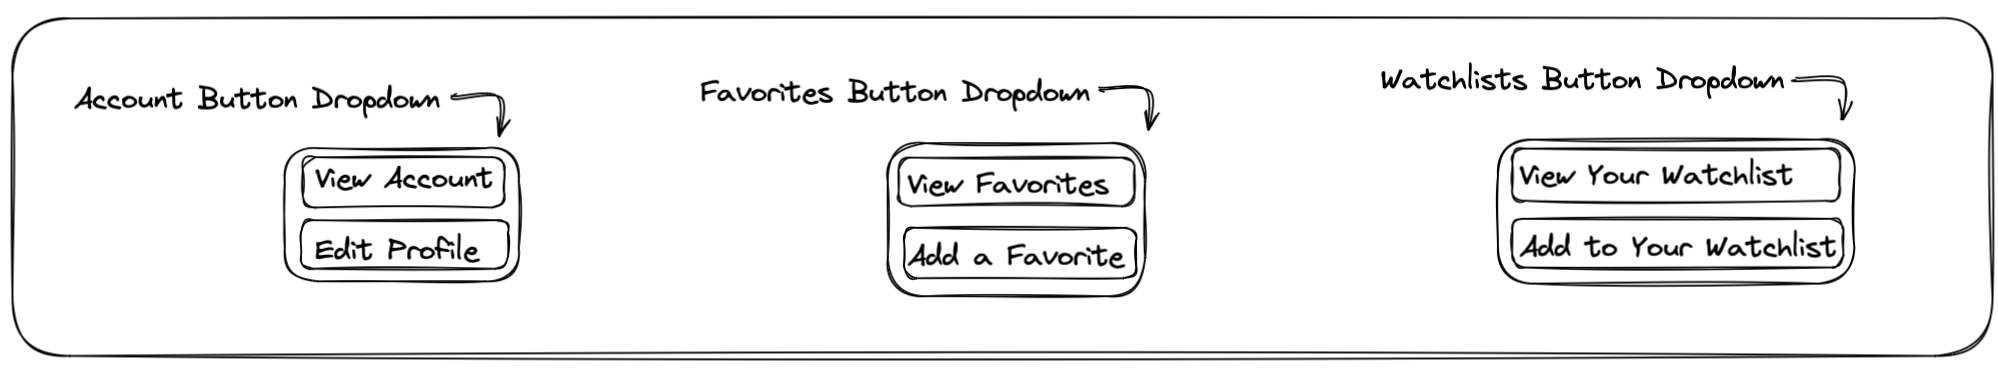 Account Button Dropdown
View Account
Edit Profile
Favorites Button Dropdown
View Favorites
Add a Favorite
Watchlists Button Dropdown
View Your Watchlist
Add to Your Watchlist